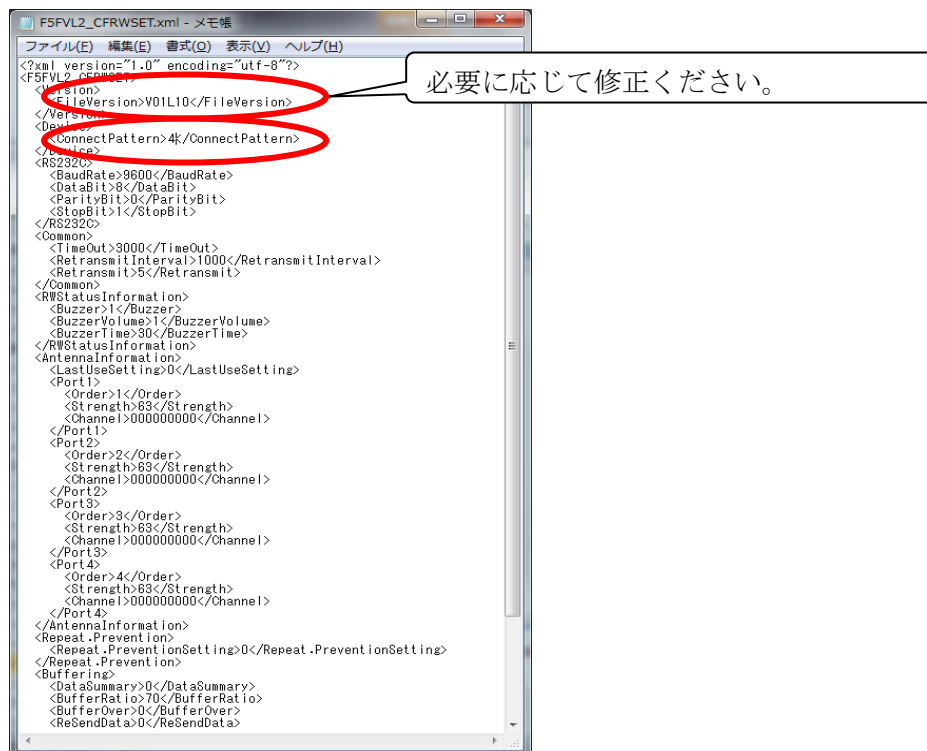 F5FVL2_CFRWSET.xml - メモ帳
ファイル(F) 編集(E) 書式(O) 表示(V) ヘルプ(H)
<?xml version="1.0" encoding="utf-8"?>
<F5FVL2_CFRWSET>
<Version>
<FileVersion>V01L10</FileVersion>
</Version>
<Device>
<ConnectPattern>4</ConnectPattern>
</Device>
<RS232C>
<BaudRate>9600</BaudRate>
<DataBit>8</DataBit>
<ParityBit>0</ParityBit>
<StopBit>1</StopBit>
</RS232C>
<Common>
<TimeOut>3000</TimeOut>
<RetransmitInterval>1000</RetransmitInterval>
<Retransmit>5</Retransmit>
</Common>
<RWStatusInformation>
<Buzzer>1</Buzzer>
<BuzzerVolume>1</BuzzerVolume>
<BuzzerTime>30</BuzzerTime>
</RWStatusInformation>
<AntennaInformation>
<LastUseSetting>0</LastUseSetting>
<Port1>
<Order>1</Order>
<Strength>63</Strength>
<Channel>000000000</Channel>
</Port1>
<Port2>
<Order>2</Order>
<Strength>63</Strength>
<Channel>000000000</Channel>
</Port2>
<Port3>
<Order>3</Order>
<Strength>63</Strength>
<Channel>000000000</Channel>
</Port3>
<Port4>
<Order>4</Order>
<Strength>63</Strength>
<Channel>000000000</Channel>
</Port4>
</AntennaInformation>
<Repeat.Prevention>
<Repeat.PreventionSetting>0</Repeat.PreventionSetting>
</Repeat.Prevention>
<Buffering>
<DataSummary>0</DataSummary>
<BufferRatio>70</BufferRatio>
<BufferOver>0</BufferOver>
<ReSendData>0</ReSendData>
必要に応じて修正ください。